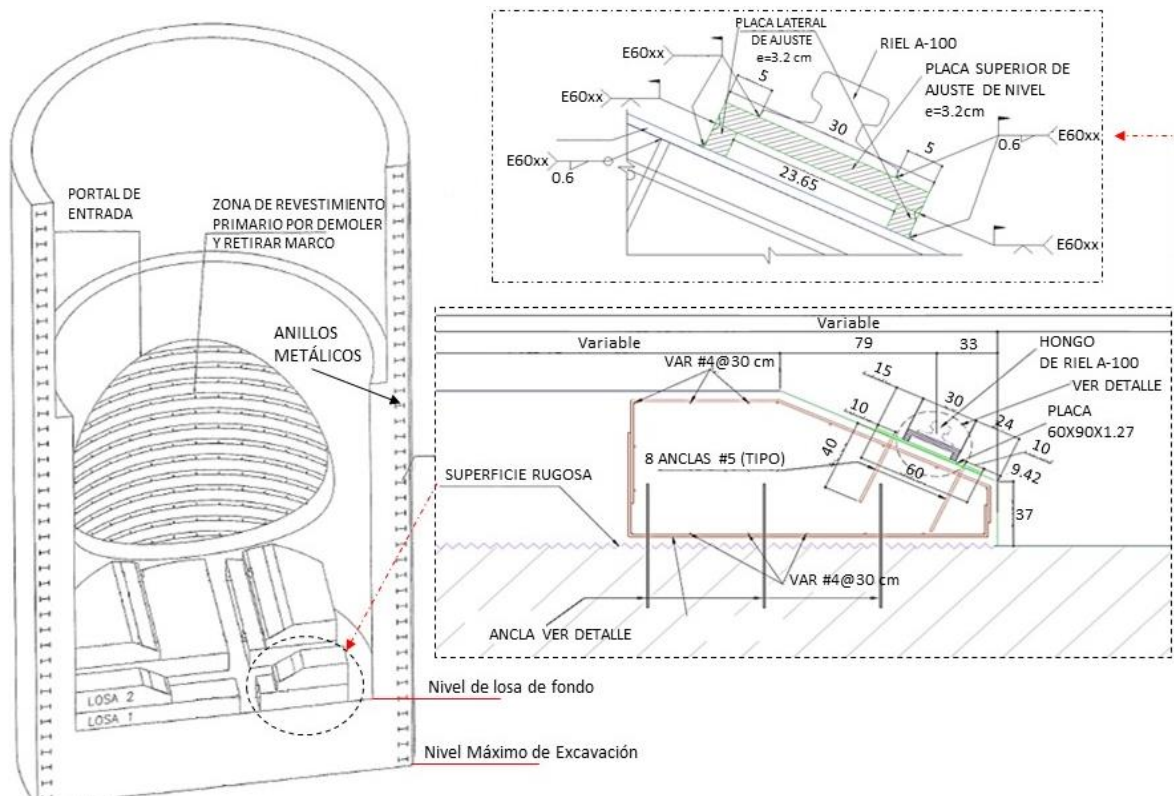 PORTAL DE
ENTRADA
ZONA DE REVESTIMIENTO
PRIMARIO POR DEMOLER
Y RETIRAR MARCO
ANILLOS
METÁLICOS
SUPERFICIE RUGOSA
LOSA 2
LOSA 1
Nivel de losa de fondo
Nivel Máximo de Excavación
PLACA LATERAL
DE AJUSTE
e=3.2 cm
RIEL A-100
PLACA SUPERIOR DE
AJUSTE DE NIVEL
e=3.2cm
E60xx
E60xx
E60xx
0.6
5
30
5
23.65
0.6
E60xx
E60xx
Variable
Variable
79
33
VAR #4@30 cm
HONGO
DE RIEL A-100
VER DETALLE
PLACA
60X90X1.27
15
30
24
10
10
9.42
40
60
37
8 ANCLAS #5 (TIPO)
VAR #4@30 cm
ANCLA VER DETALLE